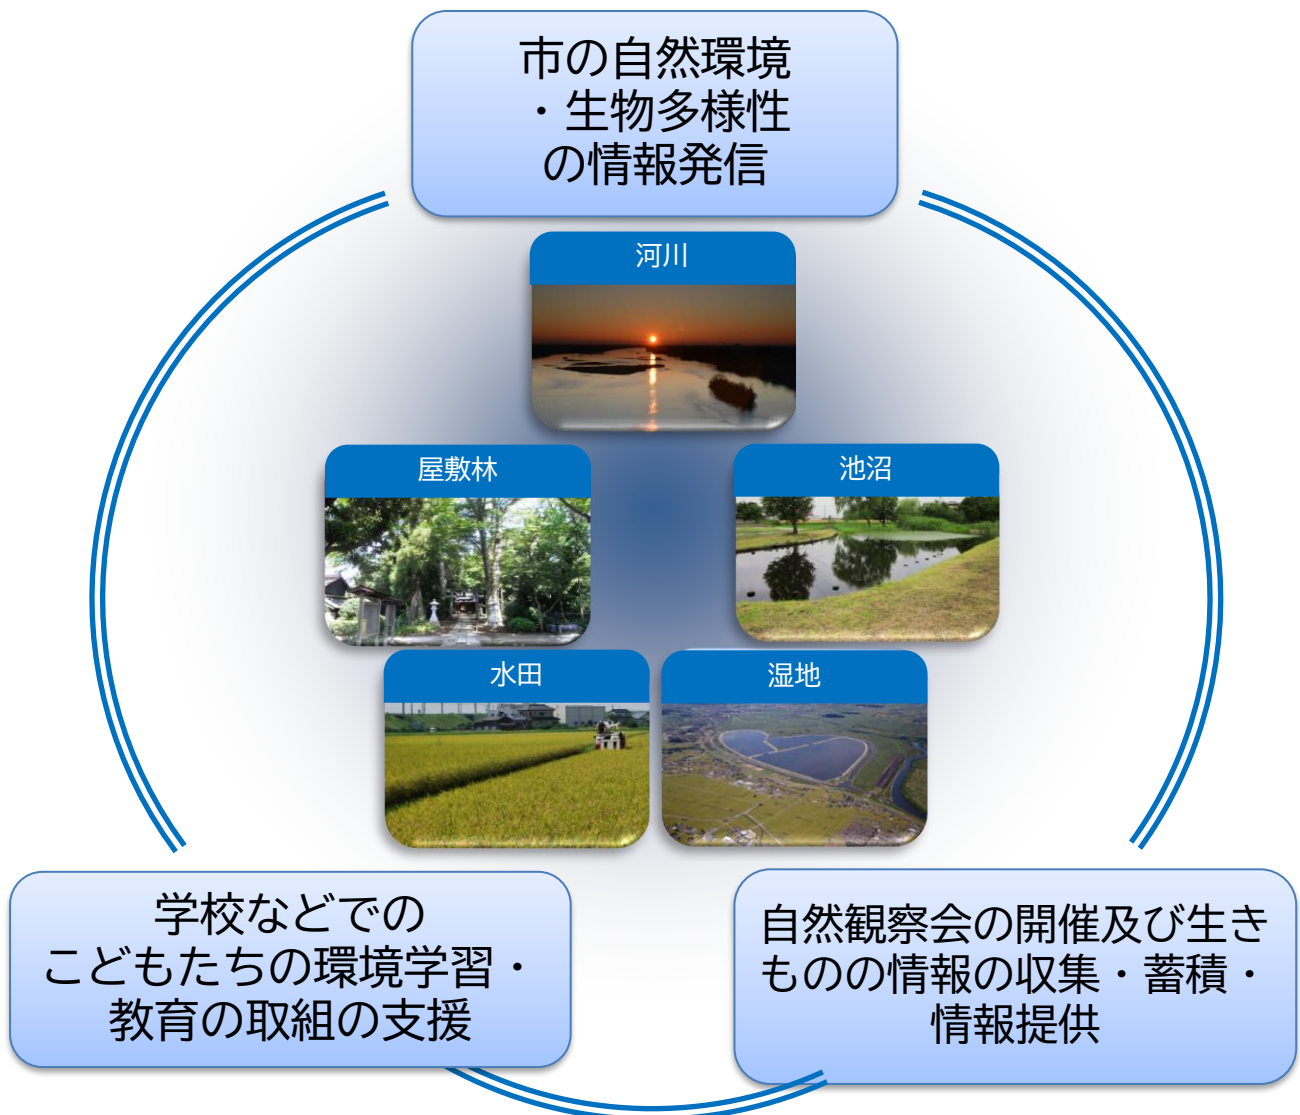 市の自然環境
・生物多様性
の情報発信
河川
屋敷林
池沼
水田
湿地
学校などでの
こどもたちの環境学習・
教育の取組の支援
自然観察会の開催及び生き
ものの情報の収集・蓄積・
情報提供